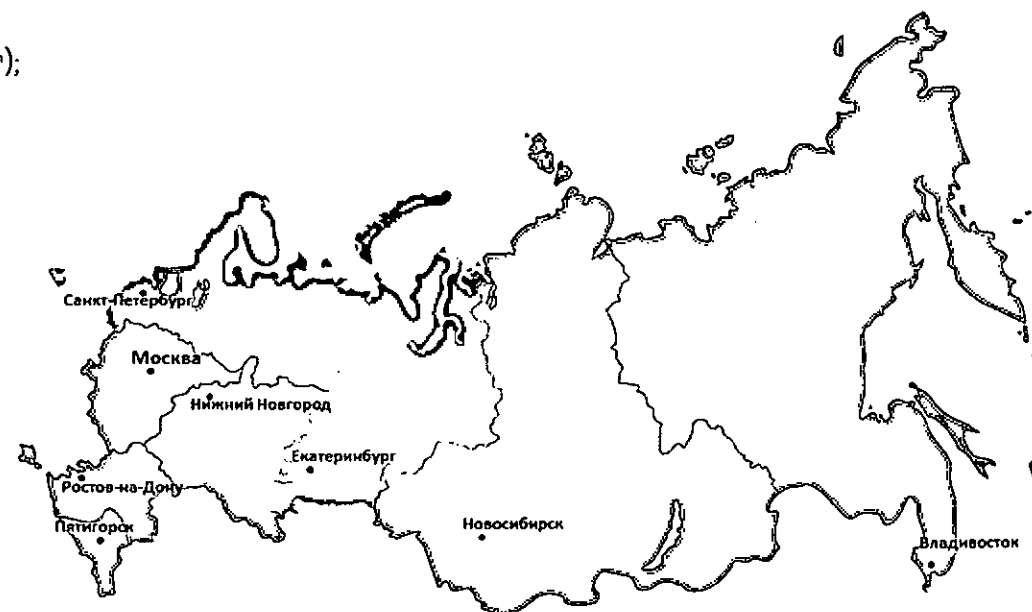 );
Санкт-Петербург
Москва
Нижний Новгород
Екатеринбург
Ростов-на-Дону
Пятигорск
Новосибирск
Владивосток